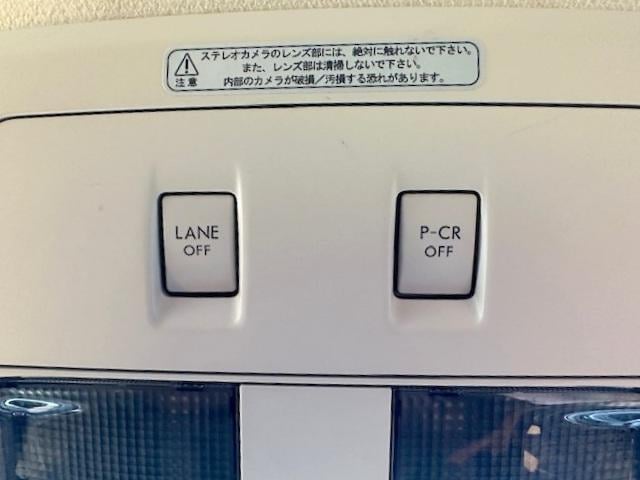 ステレオカメラのレンズ部には、絶対に触れないで下さい。
また、レンズ部は清掃しないで下さい。
内部のカメラが破損／汚損する恐れがあります。
注意
LANE
OFF
P-CR
OFF